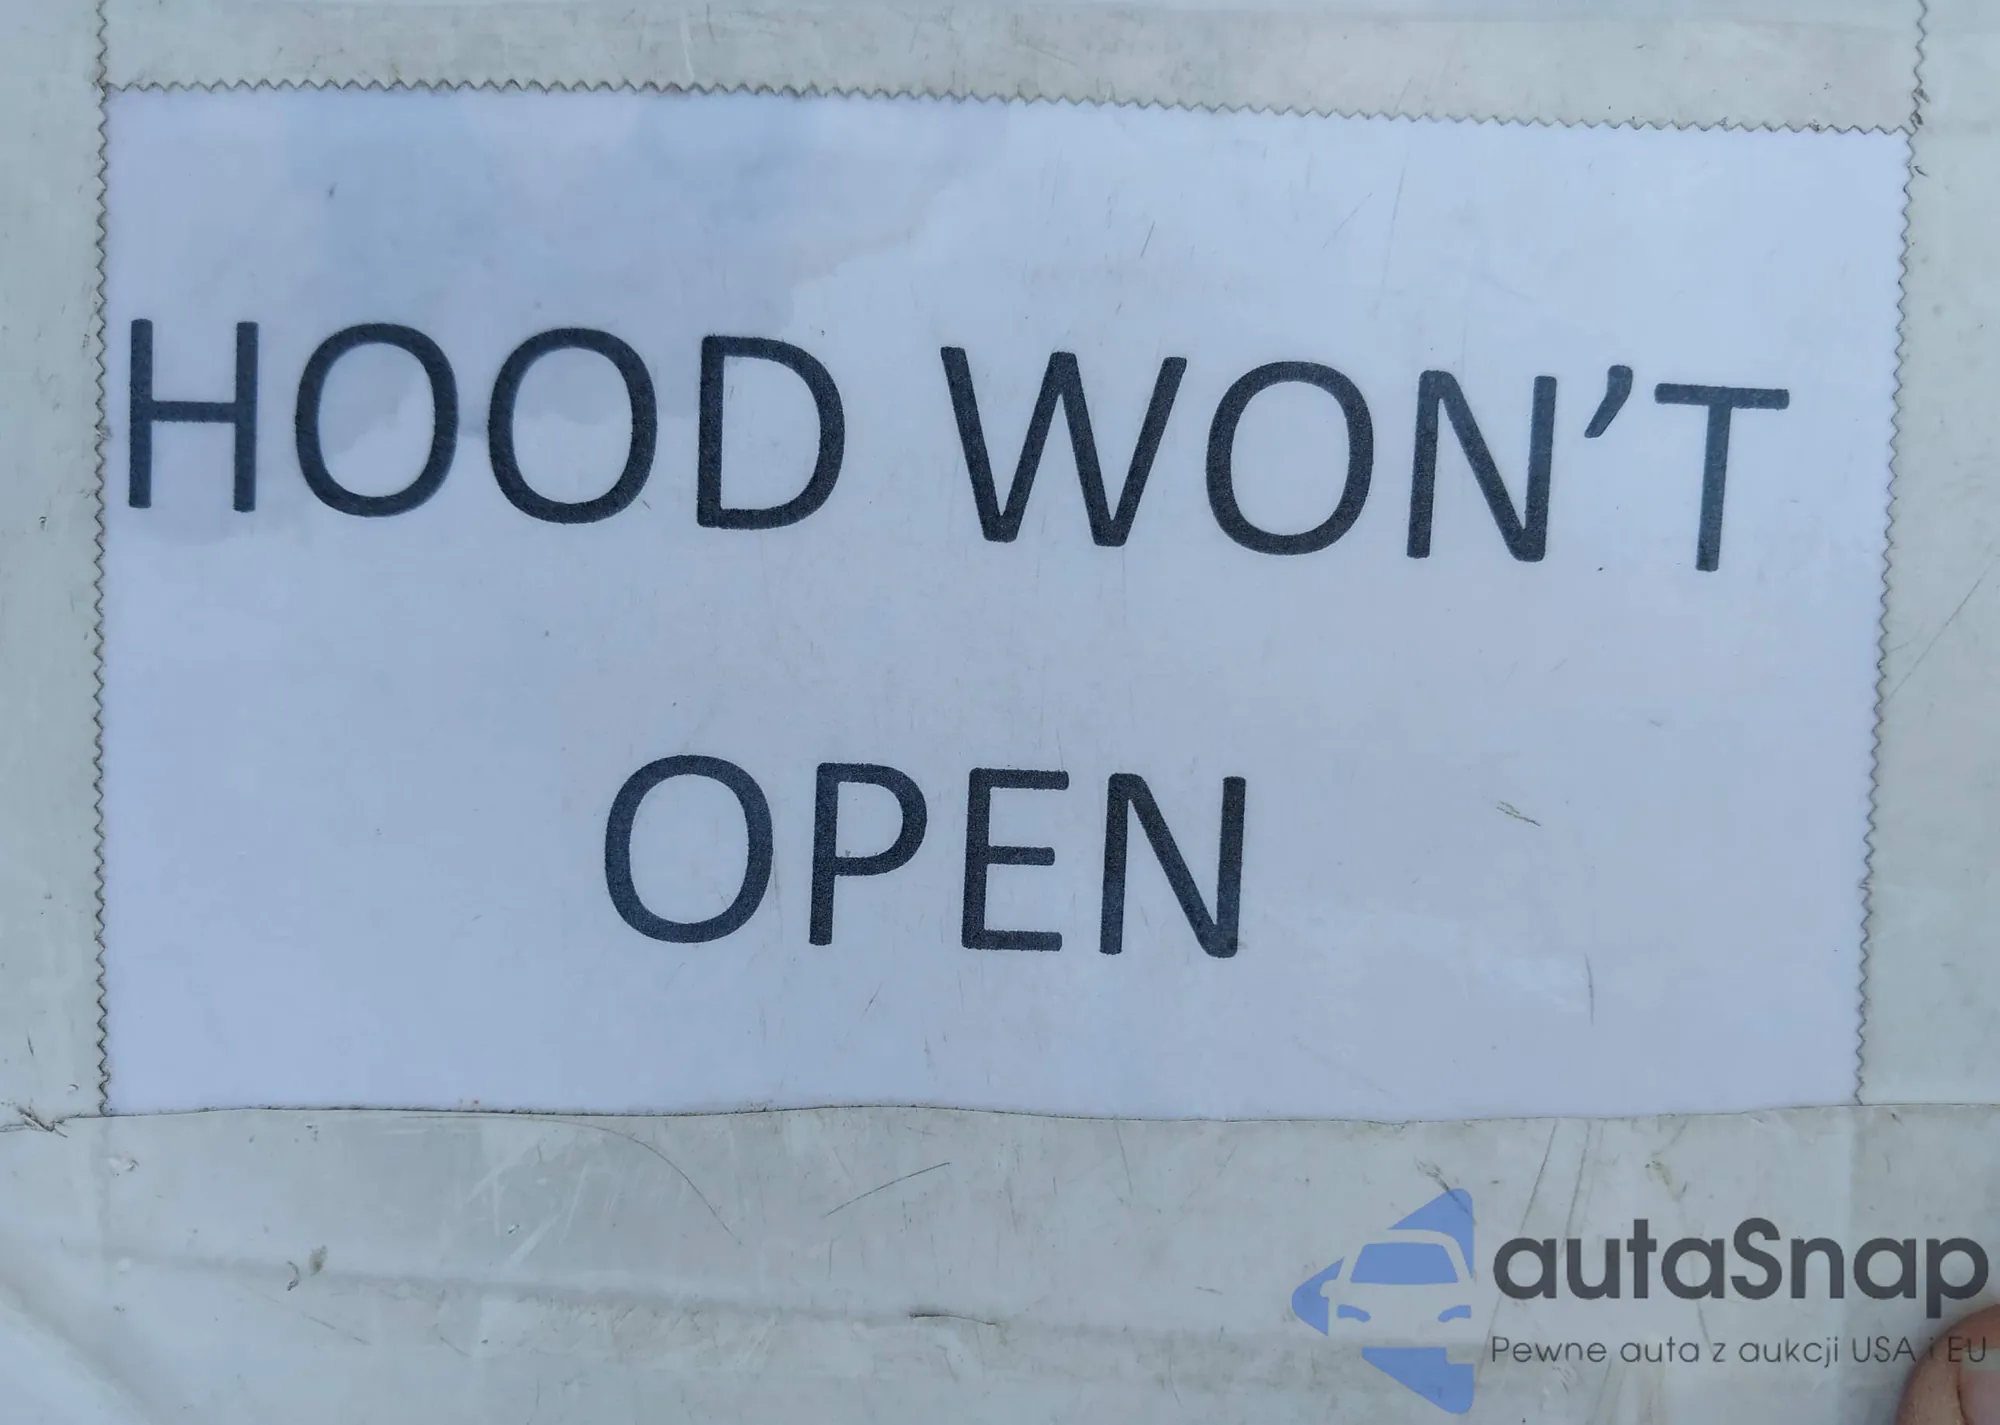 HOOD WON’T
OPEN
autaSnap
Pewne auta z aukcji USA i EU